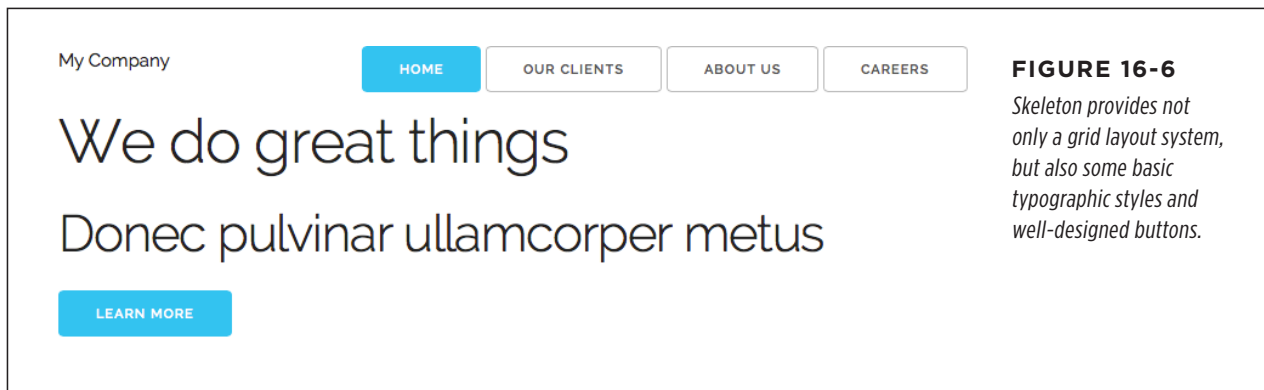 My Company
HOME
OUR CLIENTS
ABOUT US
CAREERS
We do great things
Donec pulvinar ullamcorper metus
LEARN MORE
FIGURE 16-6
Skeleton provides not
only a grid layout system,
but also some basic
typographic styles and
well-designed buttons.